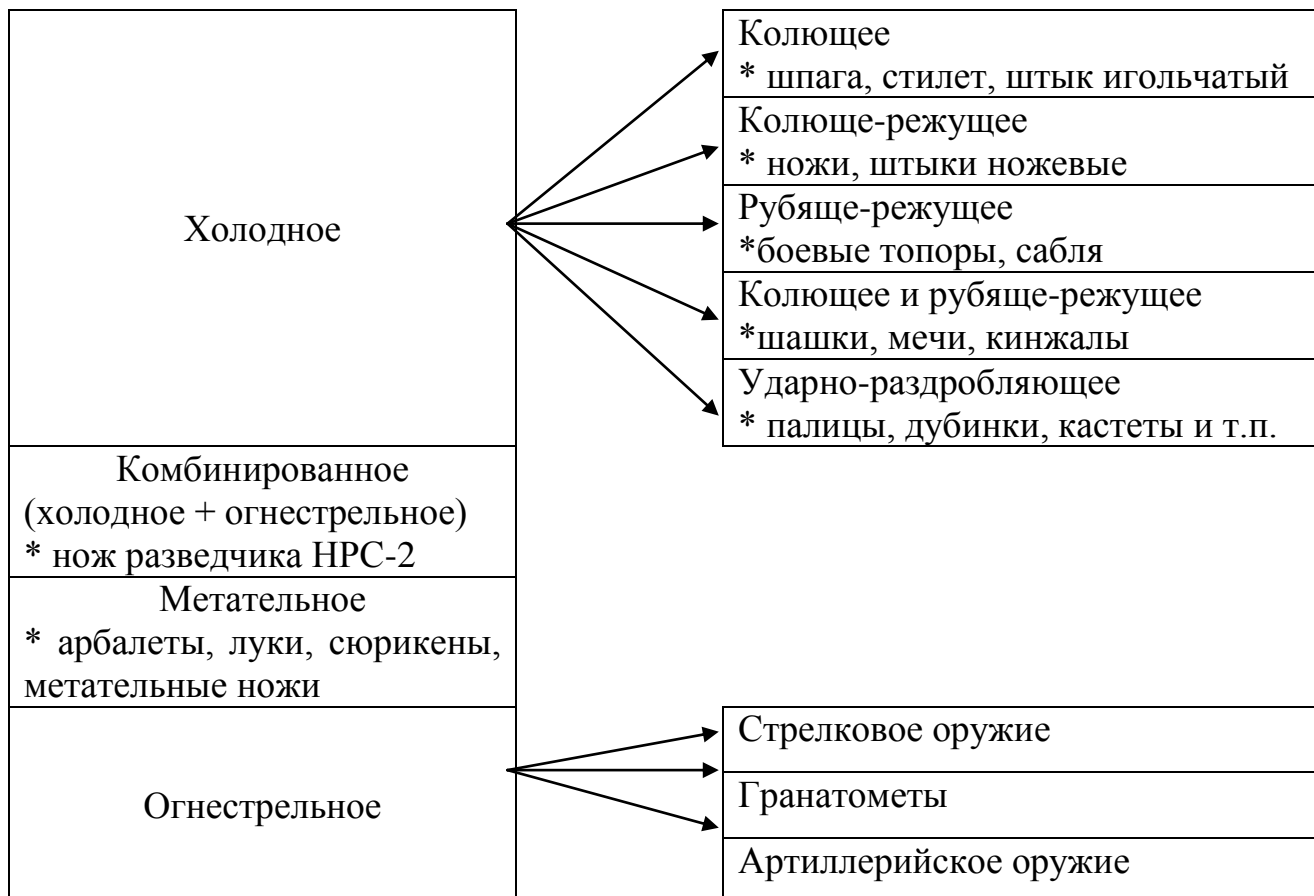 Холодное
Колющее
* шпага, стилет, штык игольчатый
Колюще-режущее
* ножи, штыки ножевые
Рубяще-режущее
*боевые топоры, сабля
Колющее и рубяще-режущее
*шашки, мечи, кинжалы
Ударно-раздробляющее
* палицы, дубинки, кастеты и т.п.
Комбинированное
(холодное + огнестрельное)
* нож разведчика НРС-2
Метательное
* арбалеты, луки, сюрикены,
метательные ножи
Огнестрельное
Стрелковое оружие
Гранатометы
Артиллерийское оружие